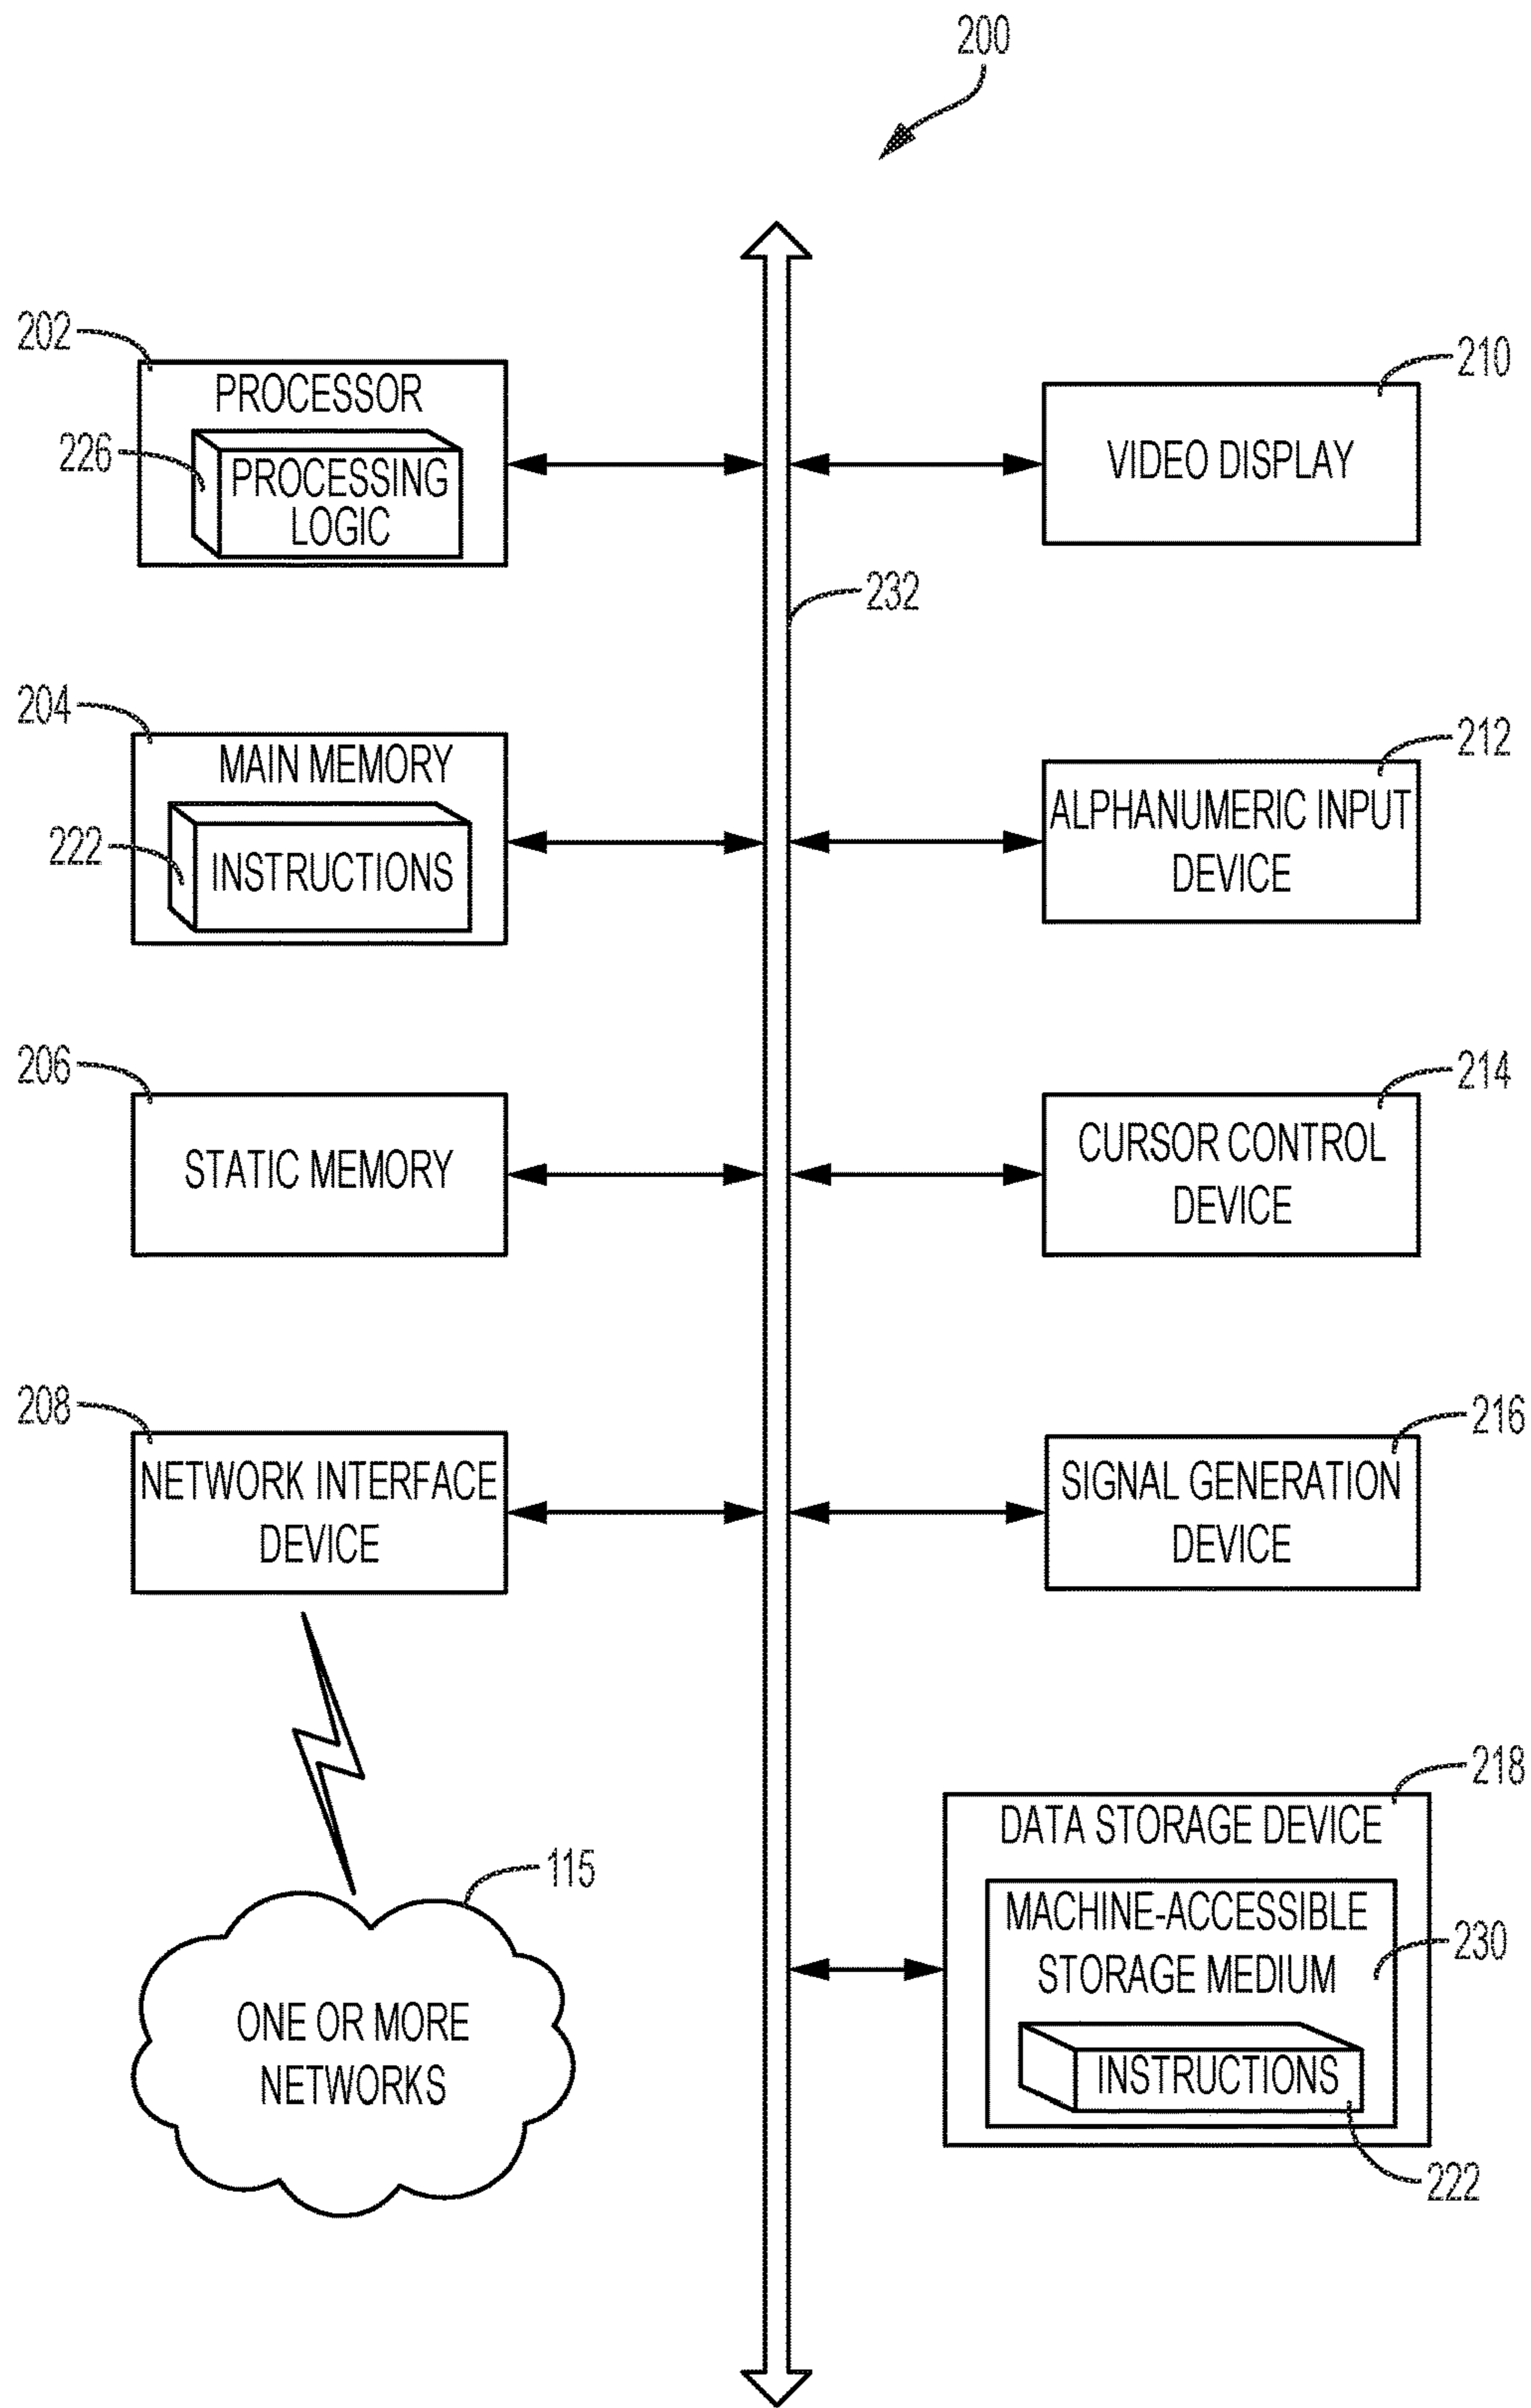 200
202
PROCESSOR
226
PROCESSING
LOGIC
210
VIDEO DISPLAY
232
204
MAIN MEMORY
222
INSTRUCTIONS
212
ALPHANUMERIC INPUT
DEVICE
206
STATIC MEMORY
214
CURSOR CONTROL
DEVICE
208
NETWORK INTERFACE
DEVICE
216
SIGNAL GENERATION
DEVICE
115
ONE OR MORE
NETWORKS
218
DATA STORAGE DEVICE
MACHINE-ACCESSIBLE
STORAGE MEDIUM
230
INSTRUCTIONS
222